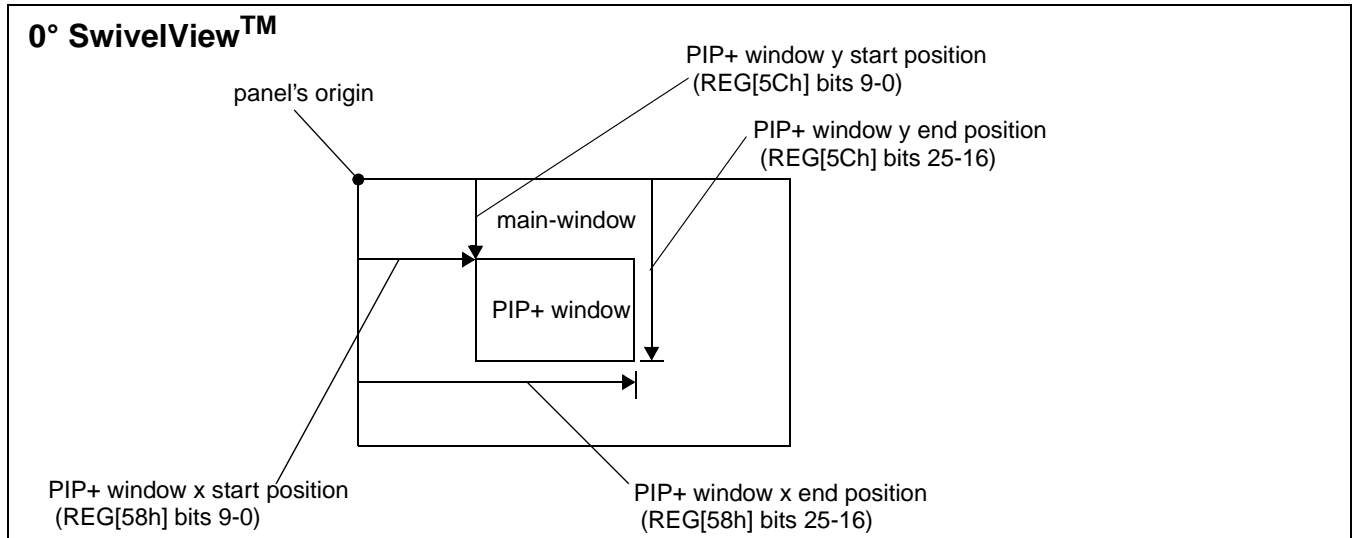 0° SwivelView™
PIP+ window y start position
(REG[5Ch] bits 9-0)
panel's origin
PIP+ window y end position
(REG[5Ch] bits 25-16)
main-window
PIP+ window
PIP+ window x start position
(REG[58h] bits 9-0)
PIP+ window x end position
(REG[58h] bits 25-16)